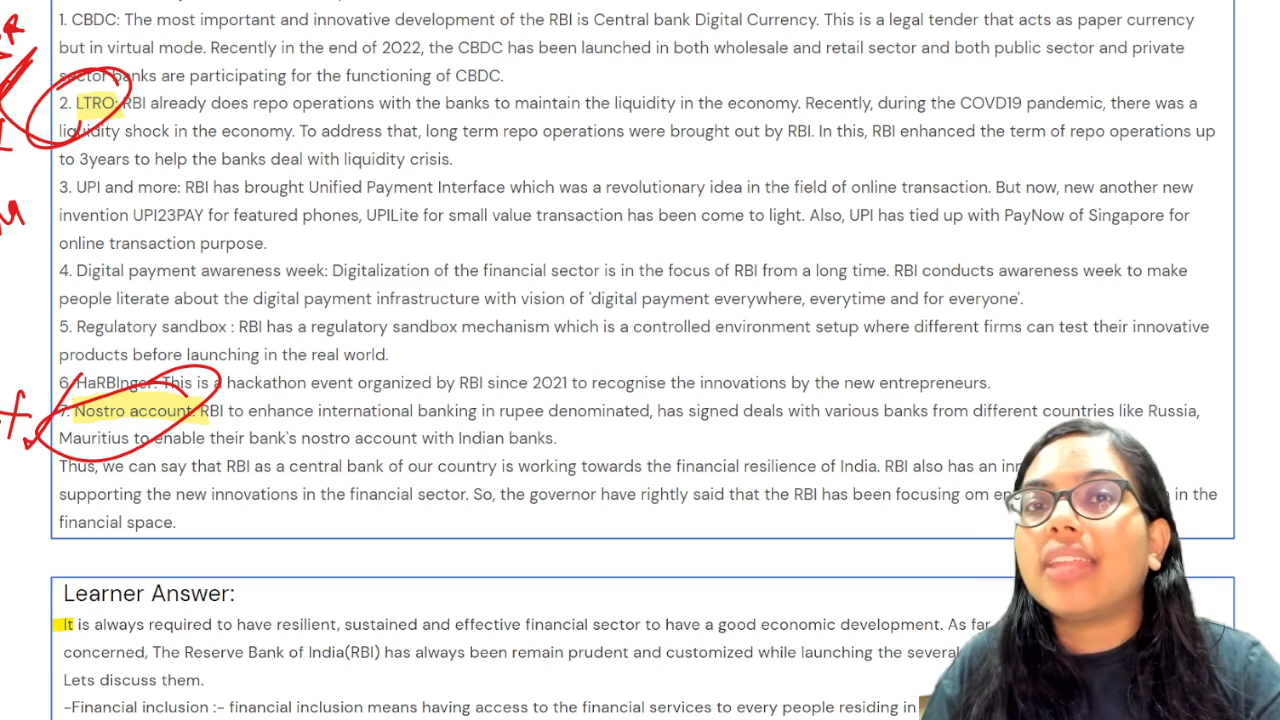 1. CBDC: The most important and innovative development of the RBI is Central bank Digital Currency. This is a legal tender that acts as paper currency
but in virtual mode. Recently in the end of 2022, the CBDC has been launched in both wholesale and retail sector and both public sector and private
sector banks are participating for the functioning of CBDC.
2. LTRO: RBI already does repo operations with the banks to maintain the liquidity in the economy. Recently, during the COVD19 pandemic, there was a
liquidity shock in the economy. To address that, long term repo operations were brought out by RBI. In this, RBI enhanced the term of repo operations up
to 3years to help the banks deal with liquidity crisis.
3. UPI and more: RBI has brought Unified Payment Interface which was a revolutionary idea in the field of online transaction. But now, new another new
invention UPI23PAY for featured phones, UPILite for small value transaction has been come to light. Also, UPI has tied up with PayNow of Singapore for
online transaction purpose.
4. Digital payment awareness week: Digitalization of the financial sector is in the focus of RBI from a long time. RBI conducts awareness week to make
people literate about the digital payment infrastructure with vision of 'digital payment everywhere, everytime and for everyone'.
5. Regulatory sandbox : RBI has a regulatory sandbox mechanism which is a controlled environment setup where different firms can test their innovative
products before launching in the real world.
6. HaRBInger: This is a hackathon event organized by RBI since 2021 to recognise the innovations by the new entrepreneurs.
7. Nostro account: RBI to enhance international banking in rupee denominated, has signed deals with various banks from different countries like Russia,
Mauritius to enable their bank's nostro account with Indian banks.
Thus, we can say that RBI as a central bank of our country is working towards the financial resilience of India. RBI also has an
supporting the new innovations in the financial sector. So, the governor have rightly said that the RBI has been focusing om in the
financial space.
Learner Answer:
It is always required to have resilient, sustained and effective financial sector to have a good economic development. As far
concerned, The Reserve Bank of India(RBI) has always been remain prudent and customized while launching the several
Lets discuss them.
-Financial inclusion :- financial inclusion means having access to the financial services to every people residing in